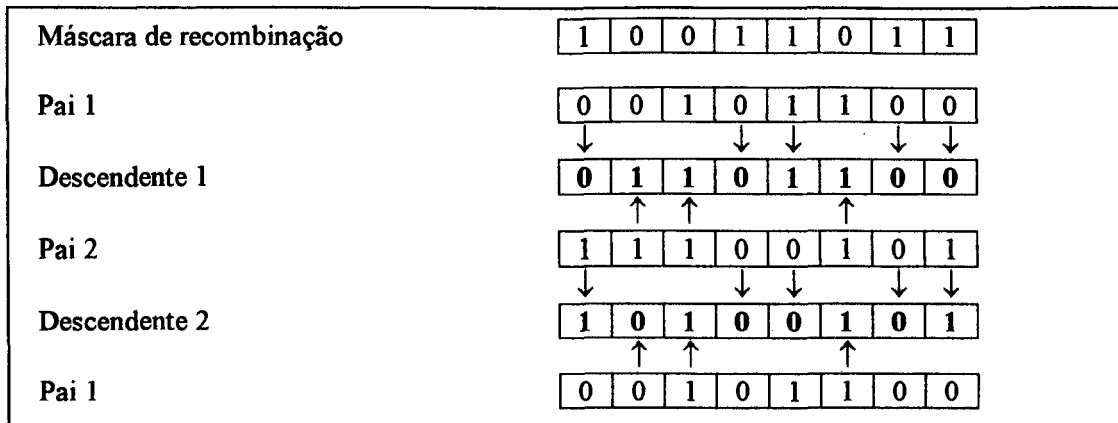 Máscara de recombinação 1 0 0 1 1 0 1 1
Pai 1 0 0 1 0 1 1 0 0
Descendente 1 0 1 1 0 1 1 0 0
Pai 2 1 1 1 0 0 1 0 1
Descendente 2 1 0 1 0 0 1 0 1
Pai 1 0 0 1 0 1 1 0 0